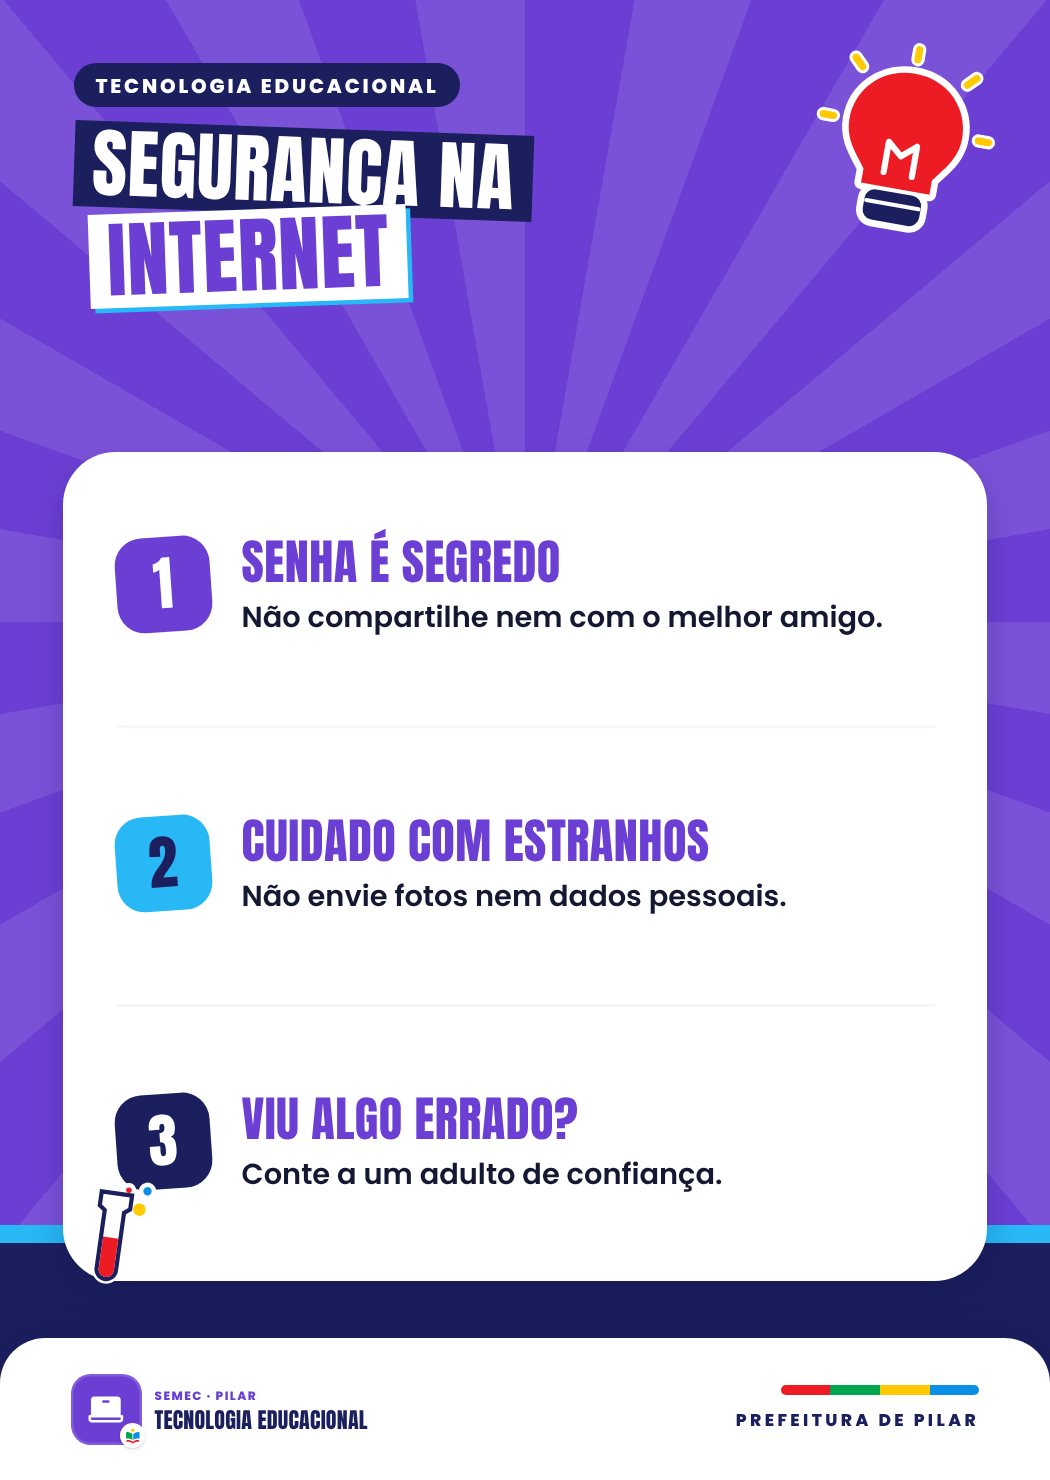 TECNOLOGIA EDUCACIONAL
SEGURANÇA NA
INTERNET
M
1
SENHA É SEGREDO
Não compartilhe nem com o melhor amigo.
2
CUIDADO COM ESTRANHOS
Não envie fotos nem dados pessoais.
3
VIU ALGO ERRADO?
Conte a um adulto de confiança.
SEMEC · PILAR
TECNOLOGIA EDUCACIONAL
PREFEITURA DE PILAR